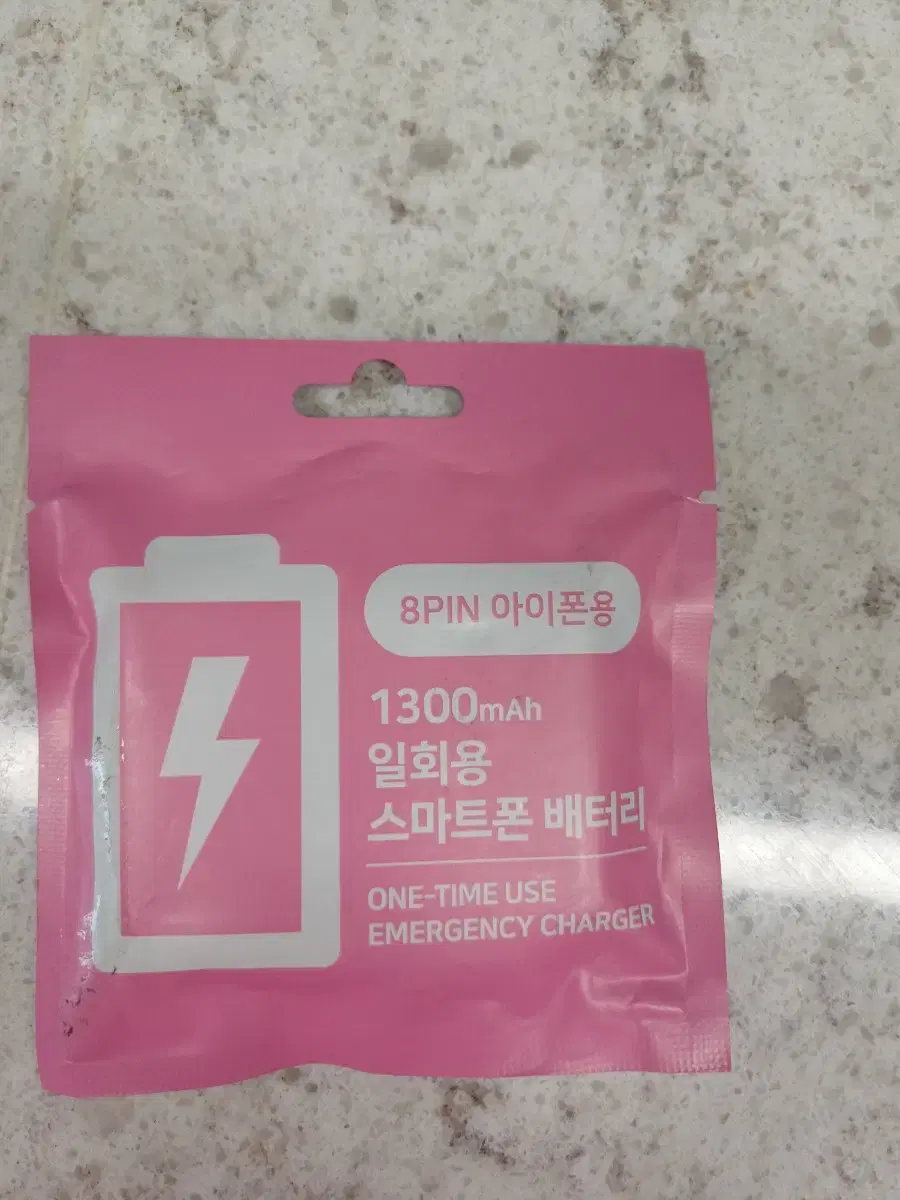 8PIN 아이폰용
1300mAh
일회용
스마트폰 배터리
ONE-TIME USE
EMERGENCY CHARGER